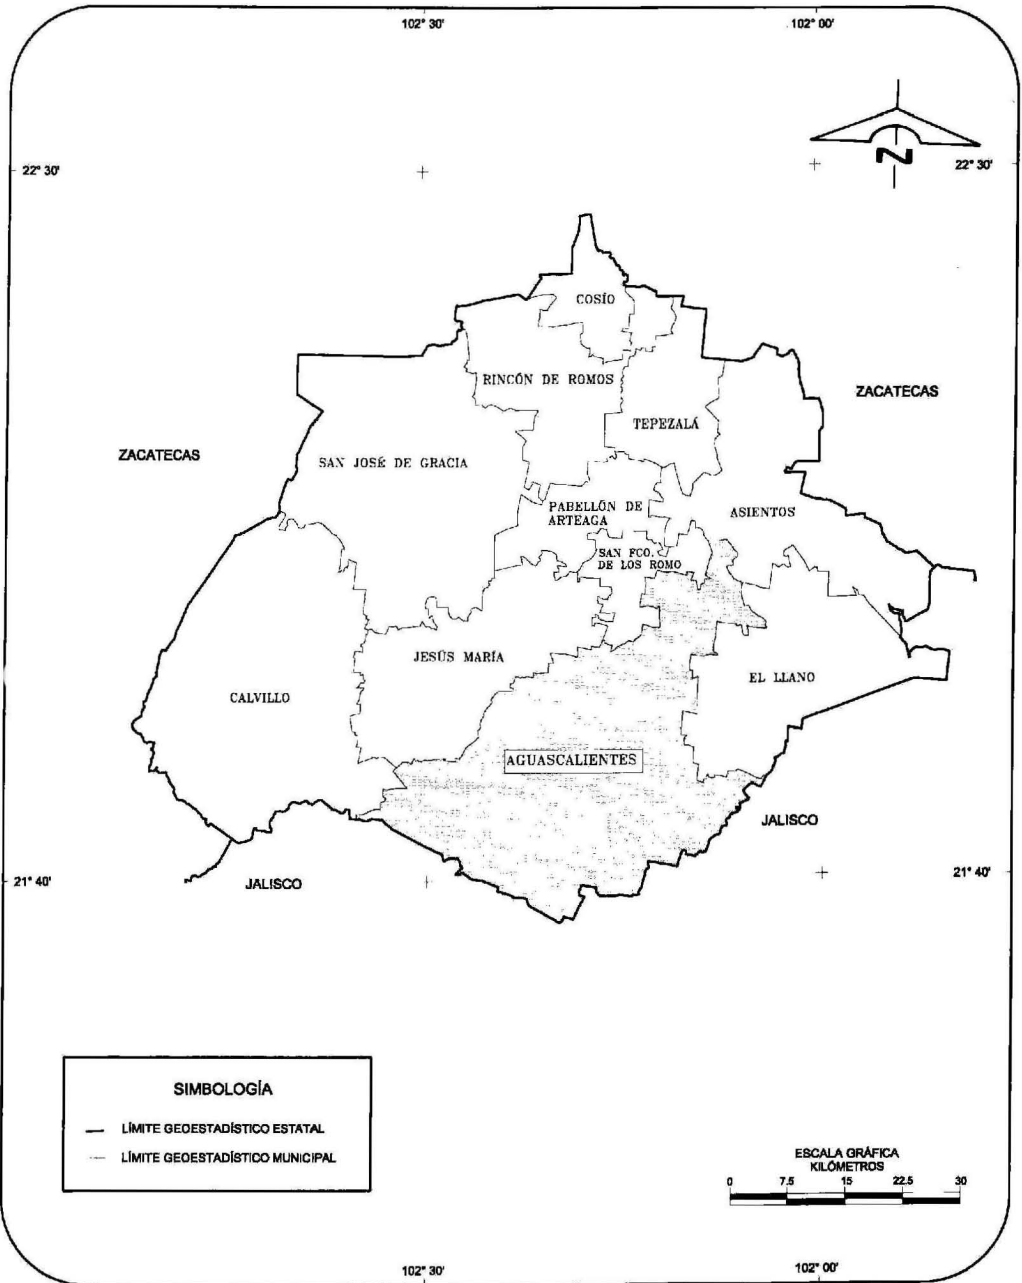 102° 30'
102° 00'
N
22° 30'
22° 30'
COSÍO
RINCÓN DE ROMOS
ZACATECAS
TEPEZALÁ
ZACATECAS
SAN JOSÉ DE GRACIA
PABELLÓN DE
ARTEAGA
ASIENTOS
SAN FCO.
DE LOS ROMO
JESÚS MARÍA
EL LLANO
CALVILLO
AGUASCALIENTES
JALISCO
21° 40'
JALISCO
21° 40'
SIMBOLOGÍA
LÍMITE GEOESTADÍSTICO ESTATAL
LÍMITE GEOESTADÍSTICO MUNICIPAL
ESCALA GRÁFICA
KILÓMETROS
0 7.5 15 22.5 30
102° 30'
102° 00'